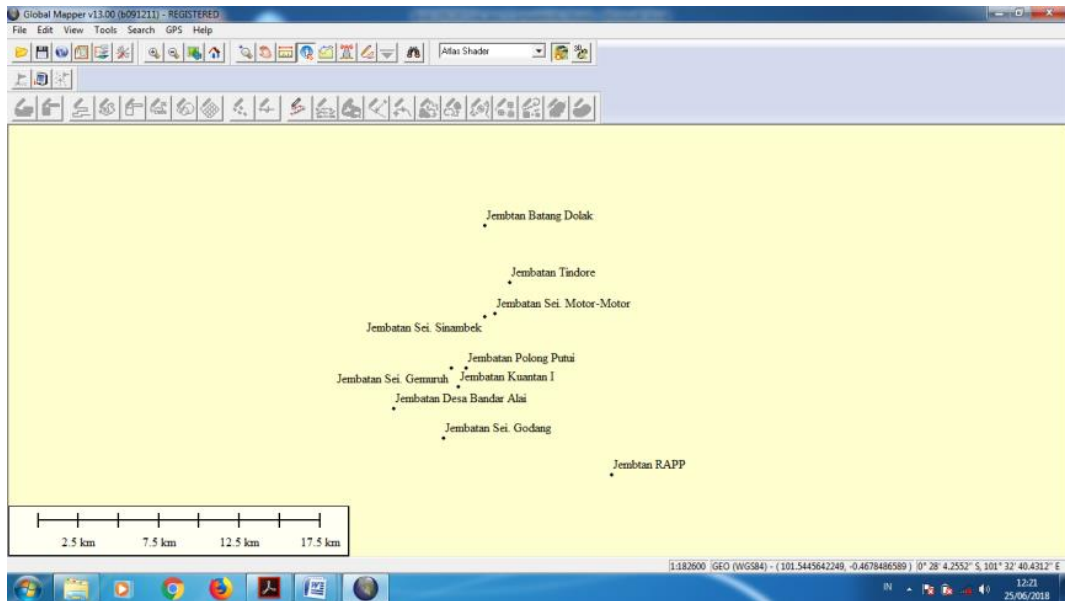 Global Mapper v13.00 (b091211) - REGISTERED
File Edit View Tools Search GPS Help
Atlas Shader
Jembtan Batang Dolak
Jembatan Tindore
Jembatan Sei. Motor-Motor
Jembatan Sei. Sinambek
Jembatan Polong Putui
Jembatan Sei. Gemuruh
Jembatan Kuantan I
Jembatan Desa Bandar Alai
Jembatan Sei. Godang
Jembtan RAPP
2.5 km 7.5 km 12.5 km 17.5 km
1:182600 GEO (WGS84) - ( 101.5445642249, -0.4678486589 ) 0° 28' 4.2552" S, 101° 32' 40.4312" E
IN 12:21
25/06/2018